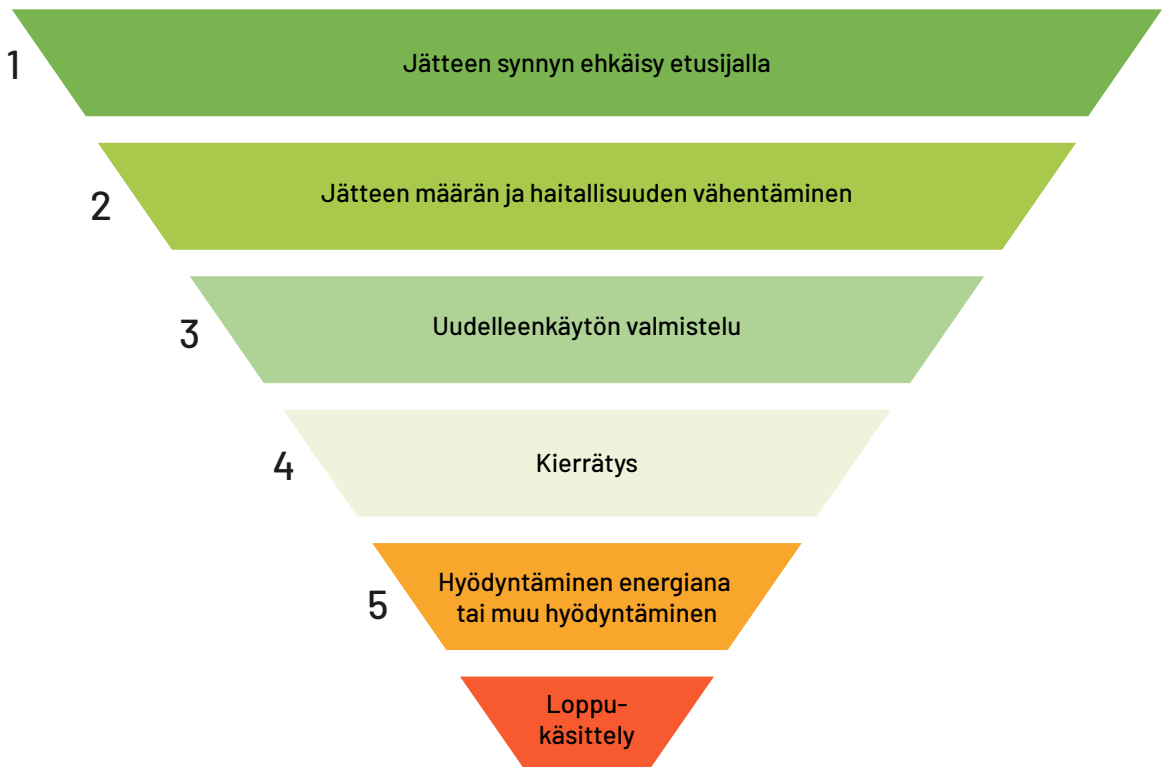 1
Jätteen synnyn ehkäisy etusijalla
2
Jätteen määrän ja haitallisuuden vähentäminen
3
Uudelleenkäytön valmistelu
4
Kierrätys
5
Hyödyntäminen energiana
tai muu hyödyntäminen
Loppu-
käsittely